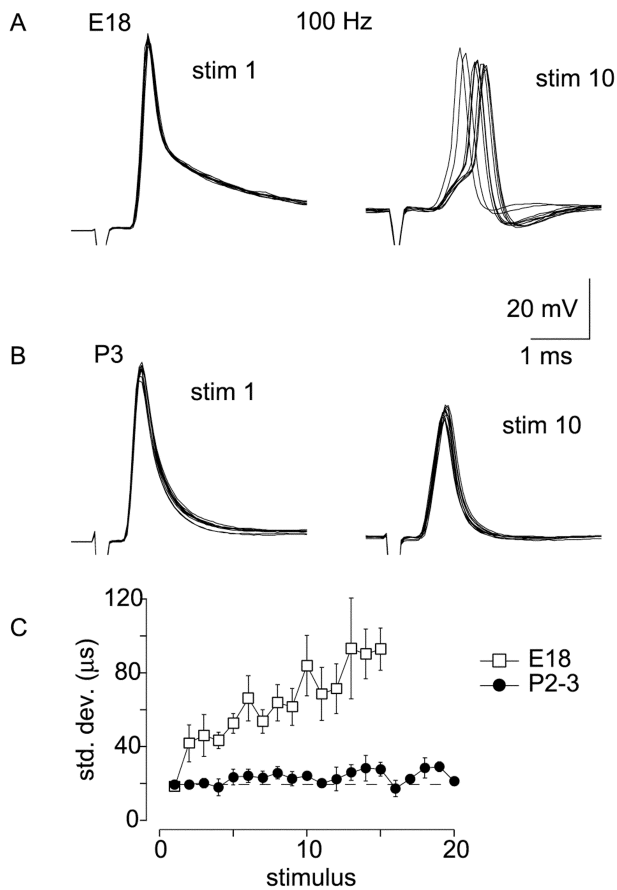 A
E18
100 Hz
stim 1
stim 10
20 mV
1 ms
B
P3
stim 1
stim 10
C
120
80
40
0
std. dev. (μs)
E18
P2-3
0
10
20
stimulus